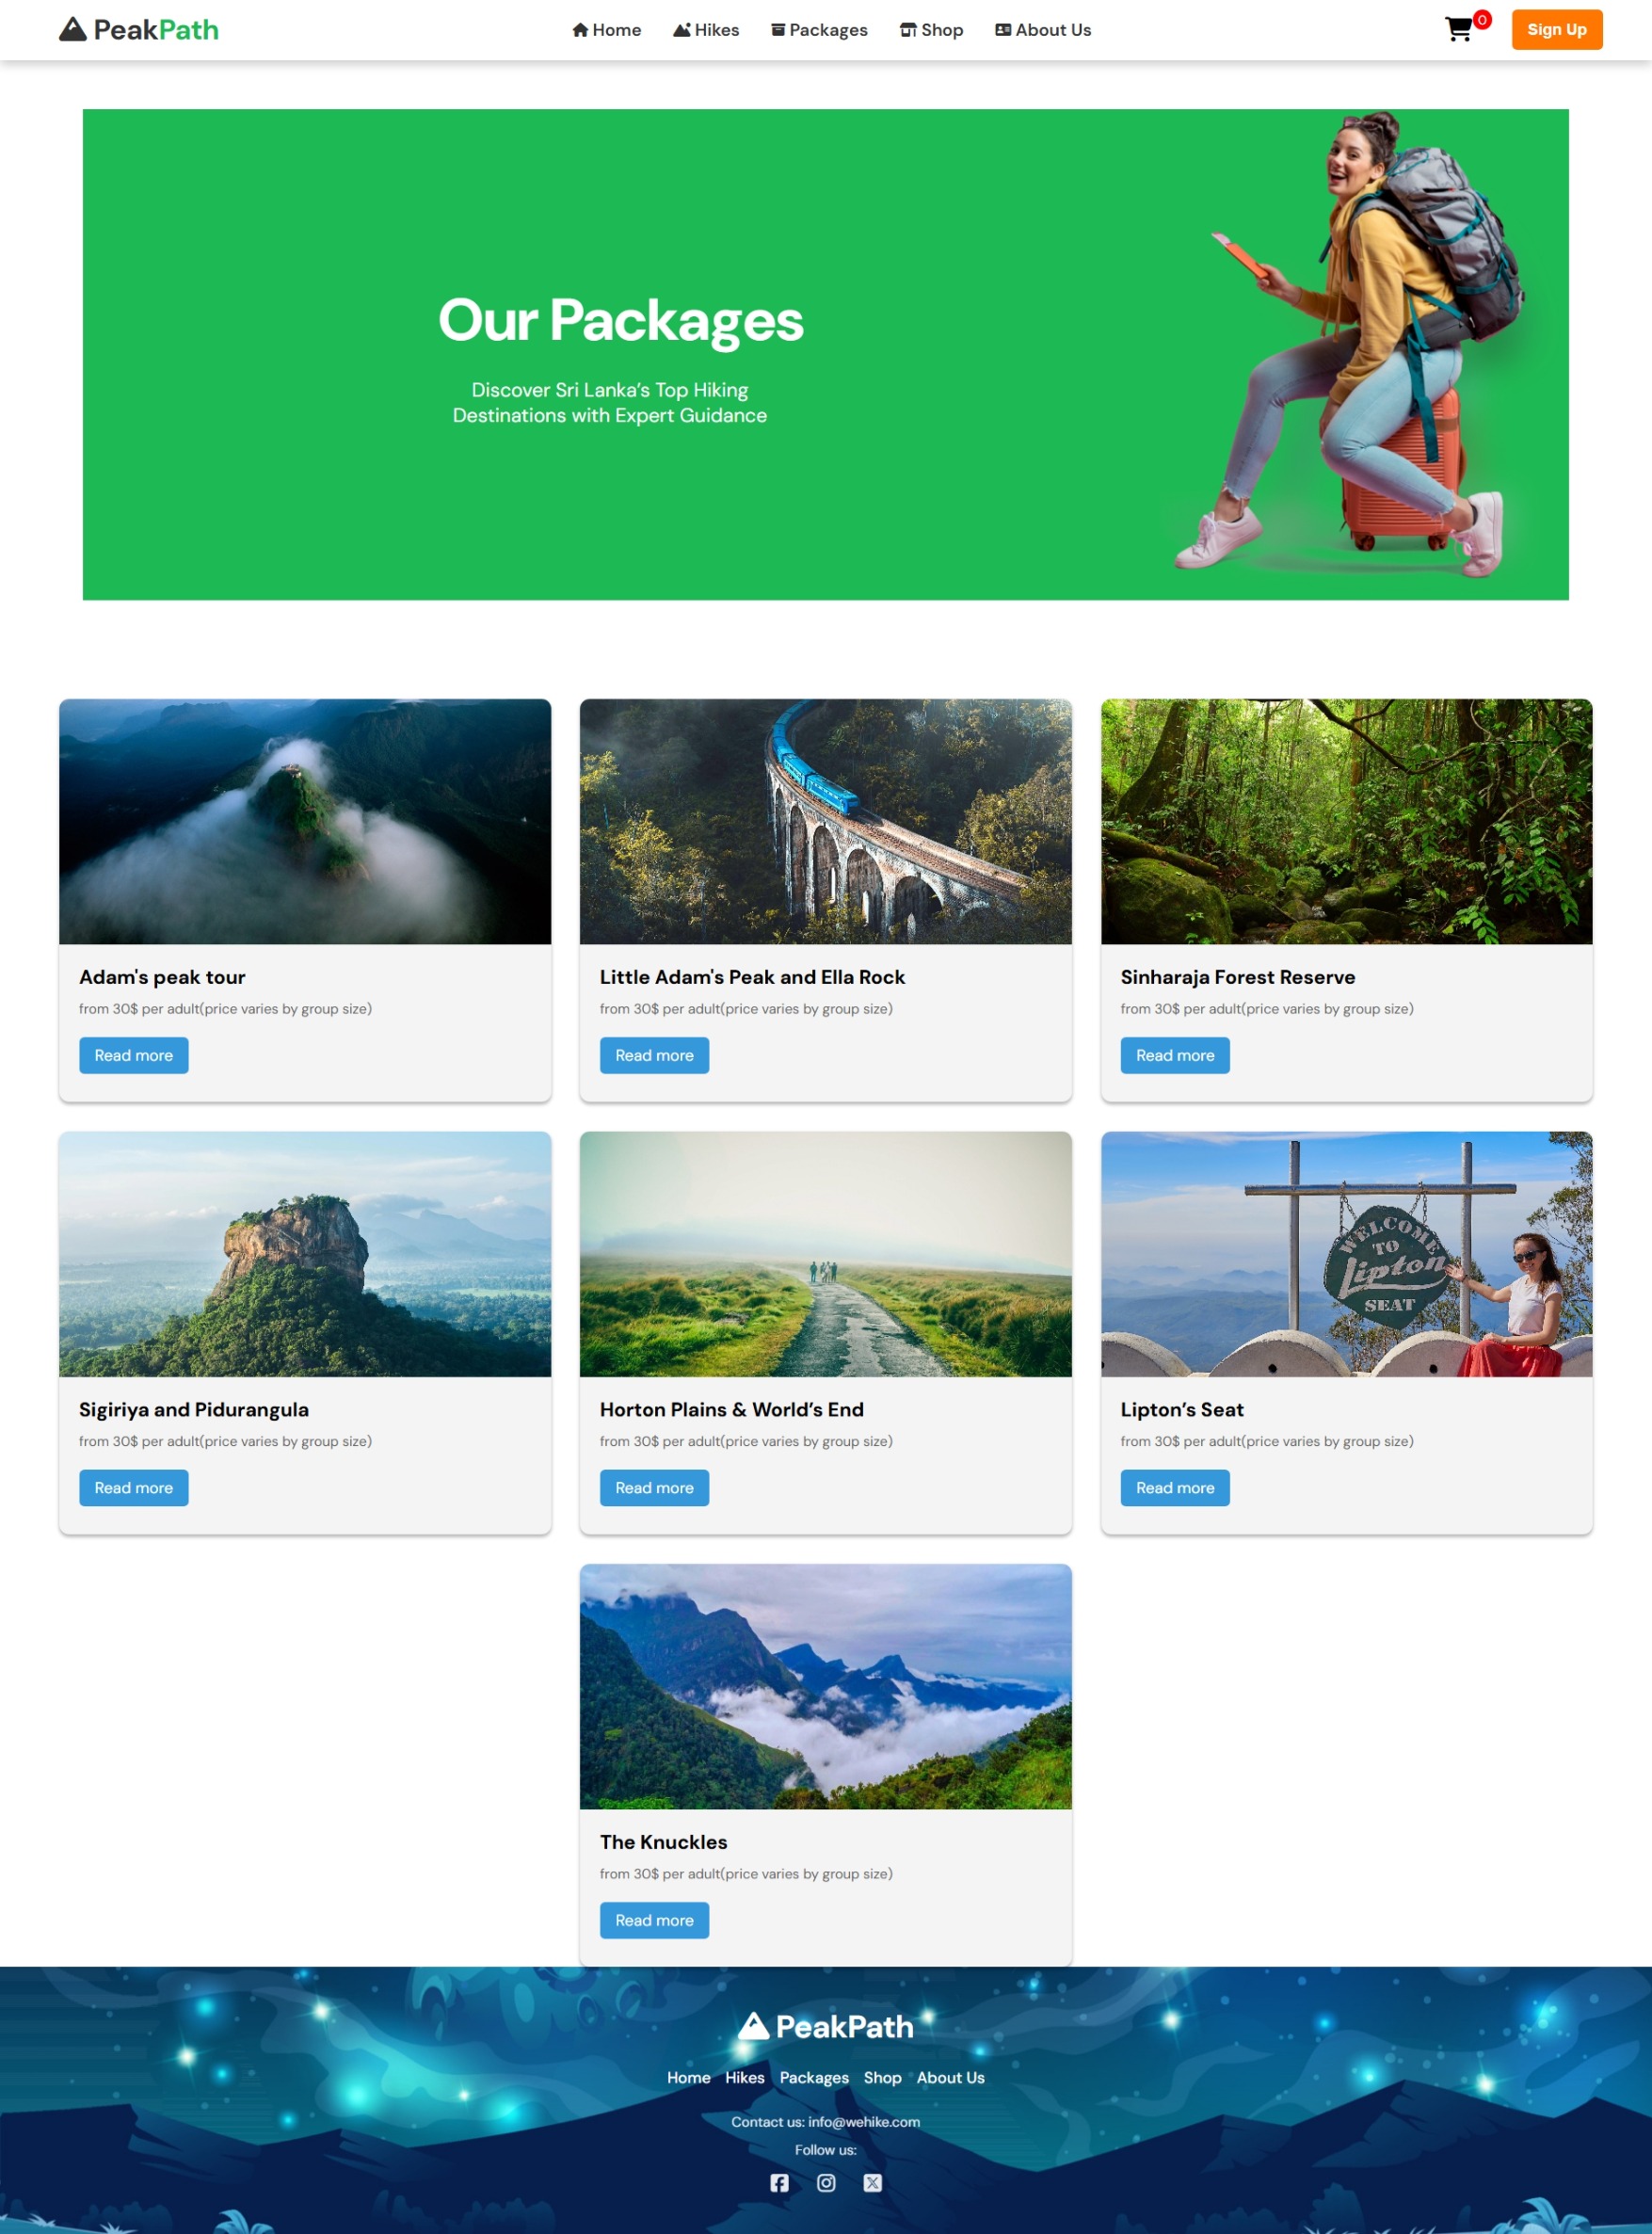 PeakPath
Home Hikes Packages Shop About Us
0
Sign Up
Our Packages
Discover Sri Lanka’s Top Hiking
Destinations with Expert Guidance
Adam's peak tour
from 30$ per adult(price varies by group size)
Read more
Little Adam's Peak and Ella Rock
from 30$ per adult(price varies by group size)
Read more
Sinharaja Forest Reserve
from 30$ per adult(price varies by group size)
Read more
Sigiriya and Pidurangula
from 30$ per adult(price varies by group size)
Read more
Horton Plains & World’s End
from 30$ per adult(price varies by group size)
Read more
WELCOME
TO
Lipton
SEAT
Lipton’s Seat
from 30$ per adult(price varies by group size)
Read more
The Knuckles
from 30$ per adult(price varies by group size)
Read more
PeakPath
Home Hikes Packages Shop About Us
Contact us: info@wehike.com
Follow us: